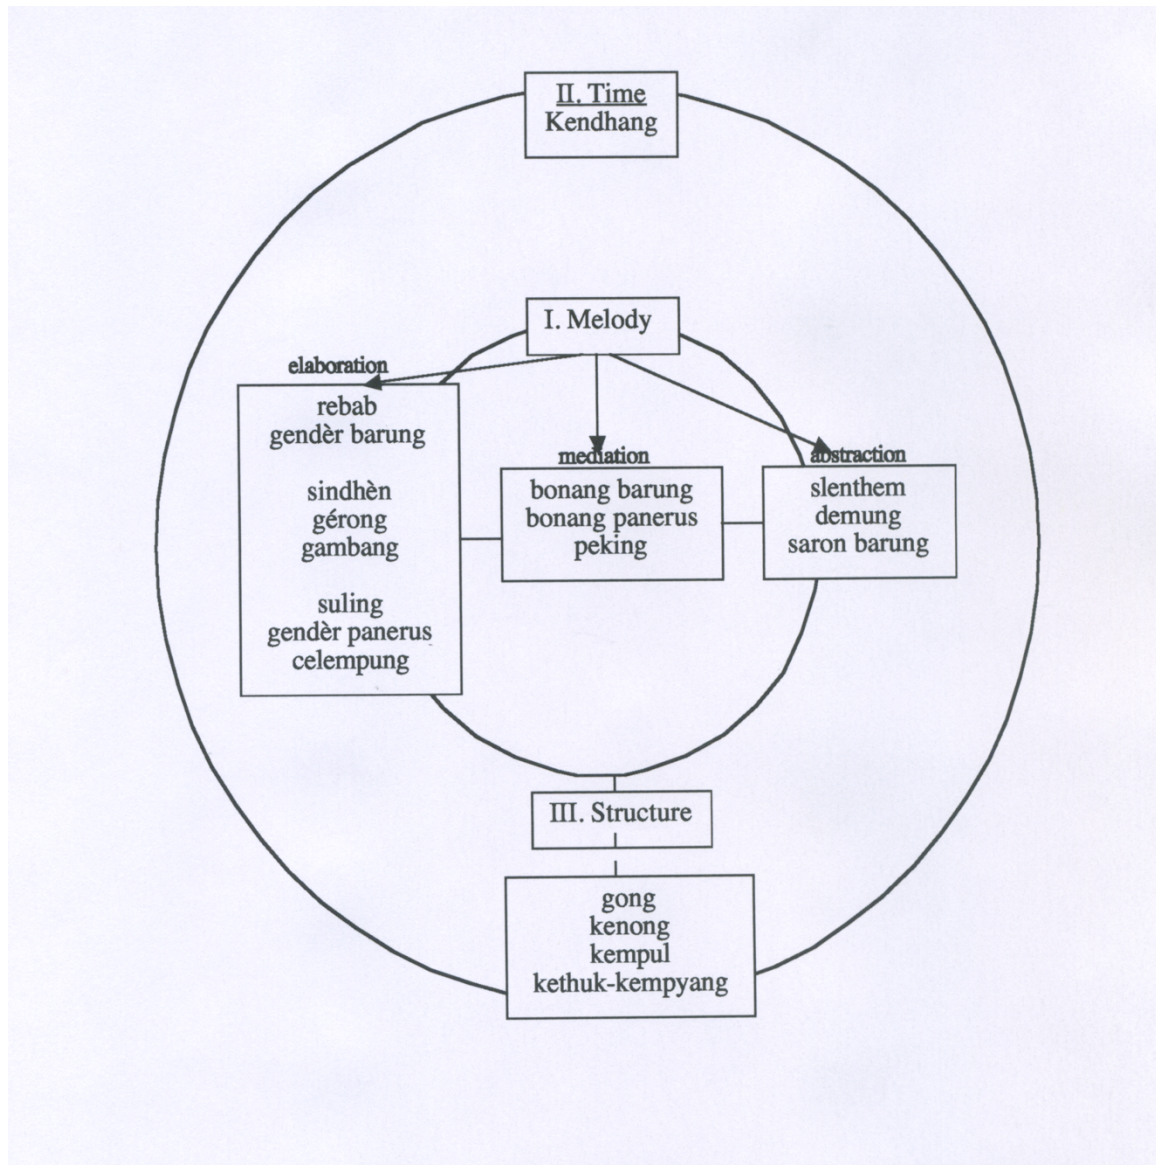 II. Time
Kendhang
I. Melody
elaboration
rebab
gendèr barung
sindhèn
gérong
gambang
suling
gendèr panerus
celempung
mediation
bonang barung
bonang panerus
peking
abstraction
slenthem
demung
saron barung
III. Structure
gong
kenong
kempul
kethuk-kempyang